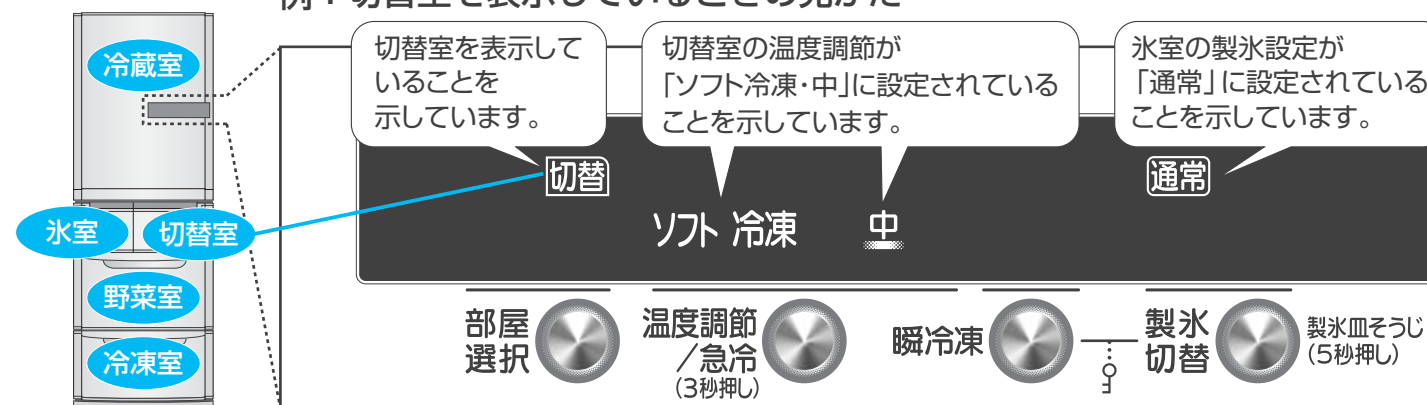 例：切替室を表示しているときの見かた
冷蔵室
氷室
切替室
野菜室
冷凍室
切替室を表示して
いることを
示しています。
切替室の温度調節が
「ソフト冷凍・中」に設定されている
ことを示しています。
氷室の製氷設定が
「通常」に設定されている
ことを示しています。
切替
通常
ソフト 冷凍
中
部屋
選択
温度調節
／急冷
(3秒押し)
瞬冷凍
製氷
切替
製氷皿そうじ
(5秒押し)